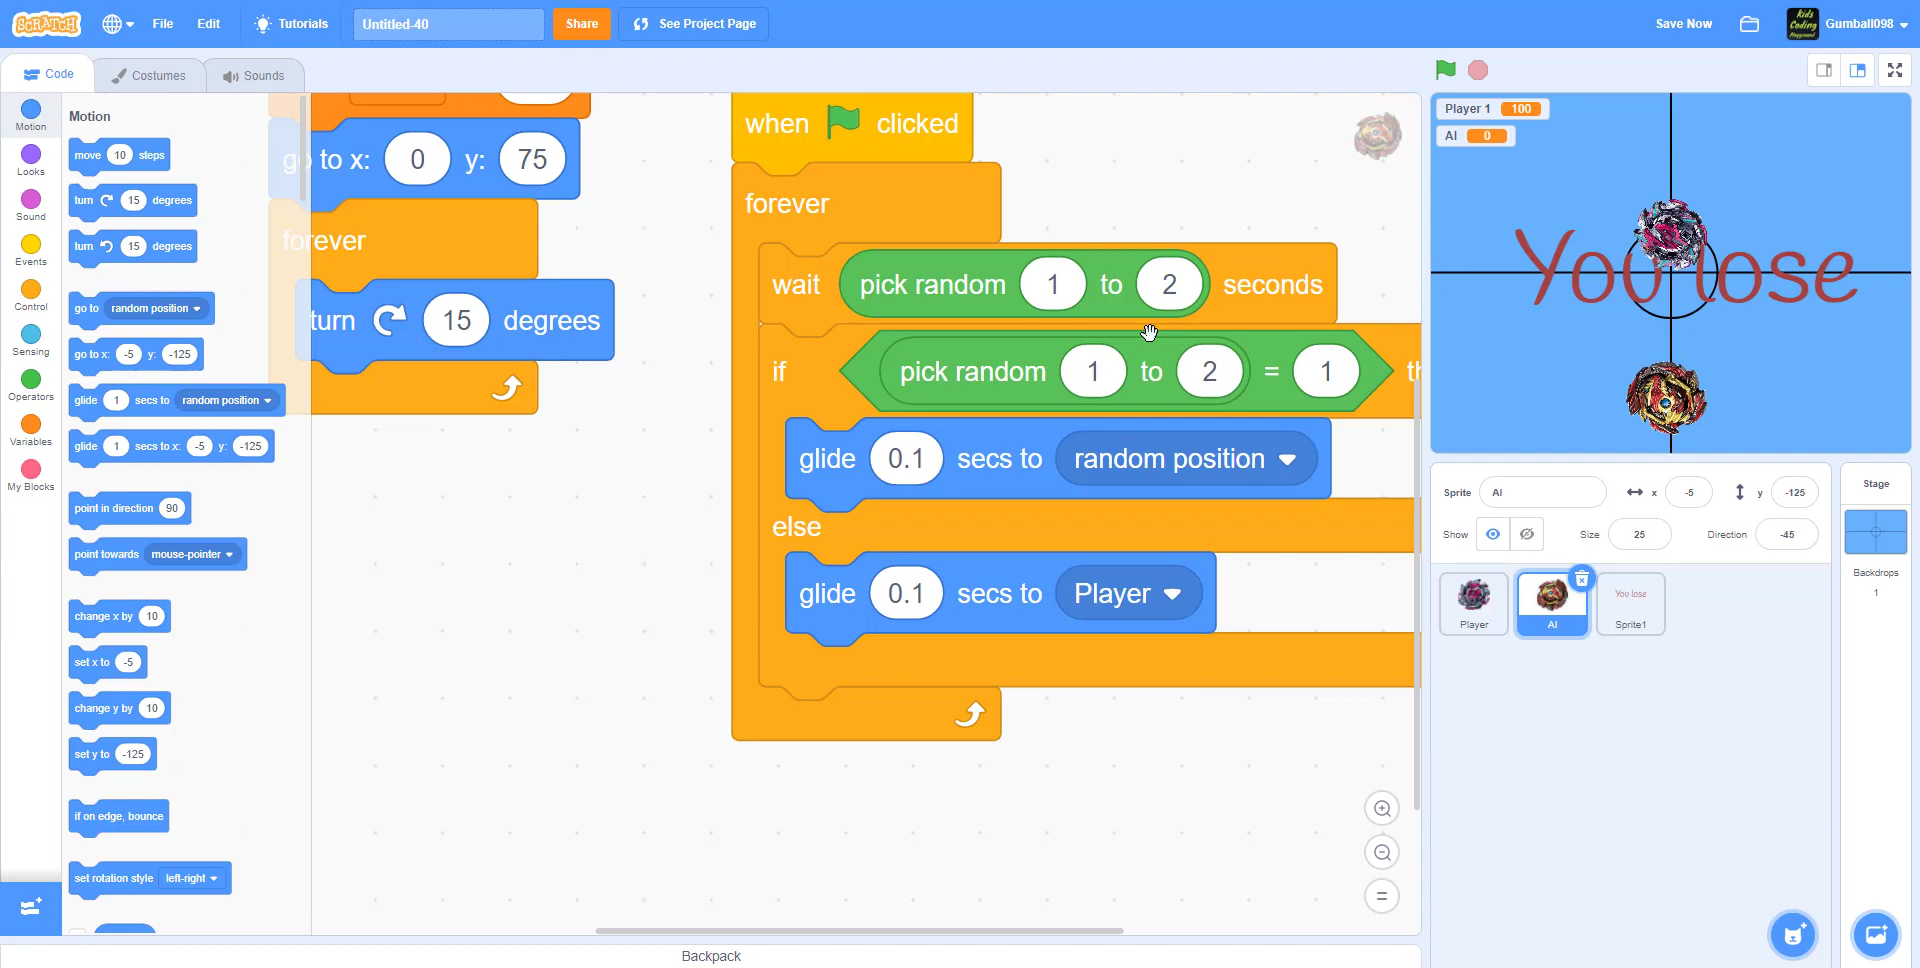 SCRATCH
File
Edit
Tutorials
Untitled-40
Share
See Project Page
Save Now
Kids
Coding
Playground
Gumball098
Code
Costumes
Sounds
Motion
Looks
Sound
Events
Control
Sensing
Operators
Variables
My Blocks
Motion
move 10 steps
turn 15 degrees
turn 15 degrees
go to random position
go to x: -5 y: -125
glide 1 secs to random position
glide 1 secs to x: -5 y: -125
point in direction 90
point towards mouse-pointer
change x by 10
set x to -5
change y by 10
set y to -125
if on edge, bounce
set rotation style left-right
go to x: 0 y: 75
forever
turn 15 degrees
when clicked
forever
wait pick random 1 to 2 seconds
if pick random 1 to 2 = 1 th
glide 0.1 secs to random position
else
glide 0.1 secs to Player
Backpack
Player 1 100
AI 0
You lose
Sprite AI x -5 y -125
Show Size 25 Direction -45
Player
AI
You lose
Sprite1
Stage
Backdrops
1